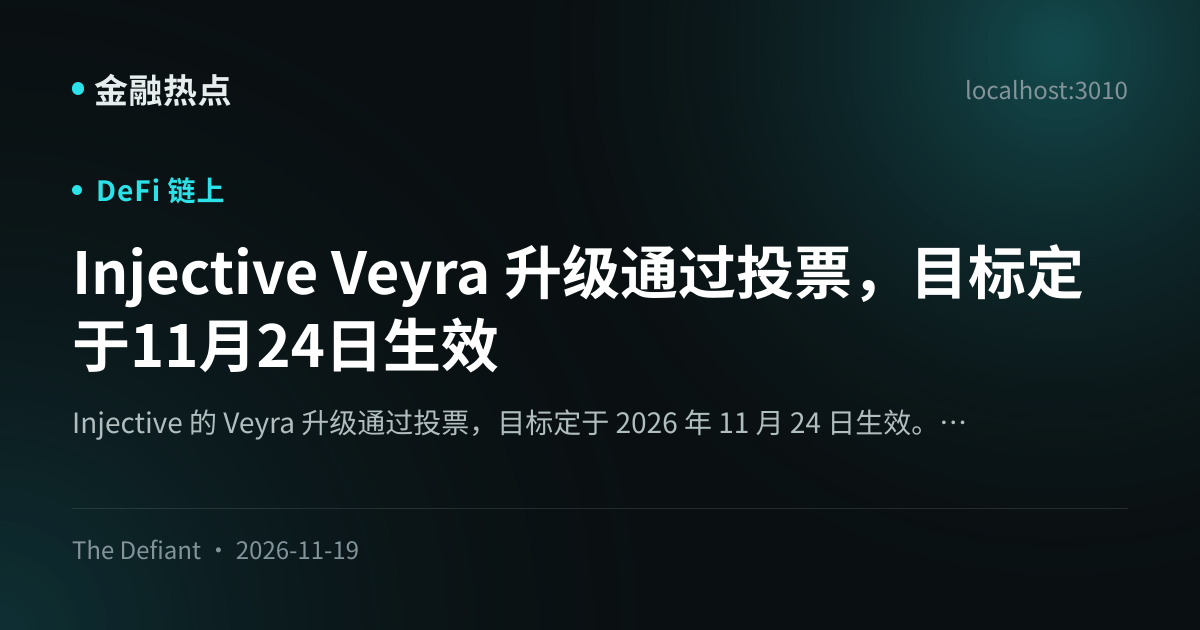 金融热点
localhost:3010
DeFi 链上
Injective Veyra 升级通过投票，目标定
于11月24日生效
Injective 的 Veyra 升级通过投票，目标定于 2026 年 11 月 24 日生效。…
The Defiant · 2026-11-19